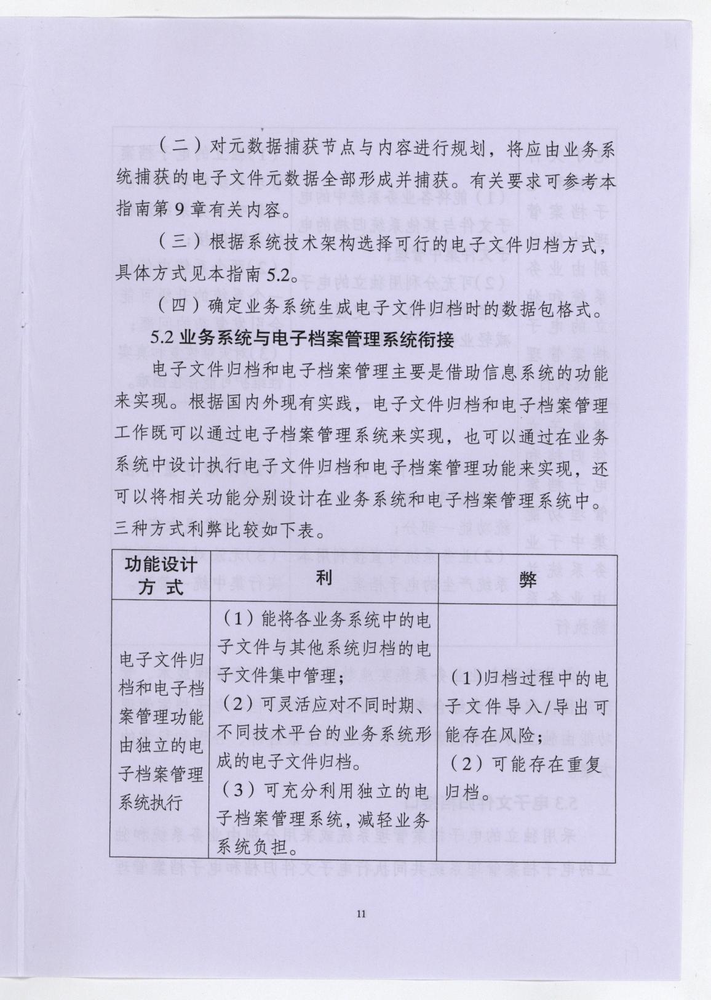 （二）对元数据捕获节点与内容进行规划，将应由业务系
统捕获的电子文件元数据全部形成并捕获。有关要求可参考本
指南第 9 章有关内容。
（三）根据系统技术架构选择可行的电子文件归档方式，
具体方式见本指南 5.2。
（四）确定业务系统生成电子文件归档时的数据包格式。
5.2 业务系统与电子档案管理系统衔接
电子文件归档和电子档案管理主要是借助信息系统的功能
来实现。根据国内外现有实践，电子文件归档和电子档案管理
工作既可以通过电子档案管理系统来实现，也可以通过在业务
系统中设计执行电子文件归档和电子档案管理功能来实现，还
可以将相关功能分别设计在业务系统和电子档案管理系统中。
三种方式利弊比较如下表。
功能设计
方 式
利
弊
电子文件归
档和电子档
案管理功能
由独立的电
子档案管理
系统执行
（1）能将各业务系统中的电
子文件与其他系统归档的电
子文件集中管理；
（2）可灵活应对不同时期、
不同技术平台的业务系统形
成的电子文件归档。
（3）可充分利用独立的电
子档案管理系统，减轻业务
系统负担。
（1）归档过程中的电
子文件导入/导出可
能存在风险；
（2）可能存在重复
归档。
11